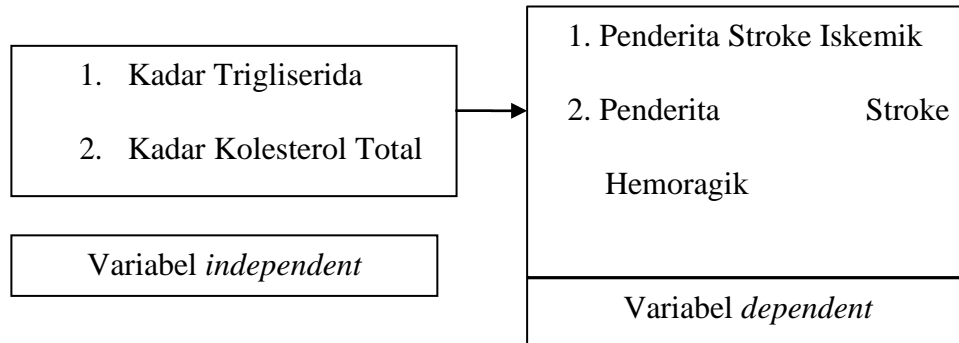 1. Kadar Trigliserida
2. Kadar Kolesterol Total
Variabel independent
1. Penderita Stroke Iskemik
2. Penderita Stroke
Hemoragik
Variabel dependent